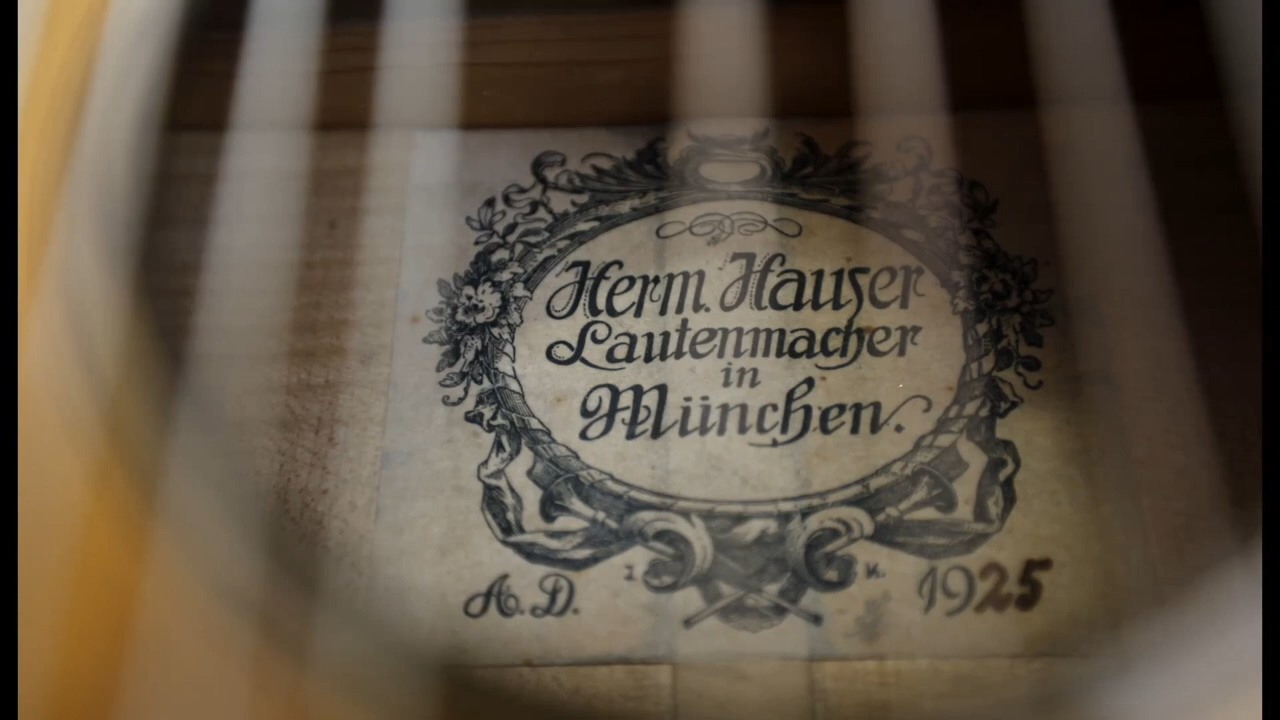 Herm. Hauser
Lautenmacher
in
München.
I K.
A. D. 1925